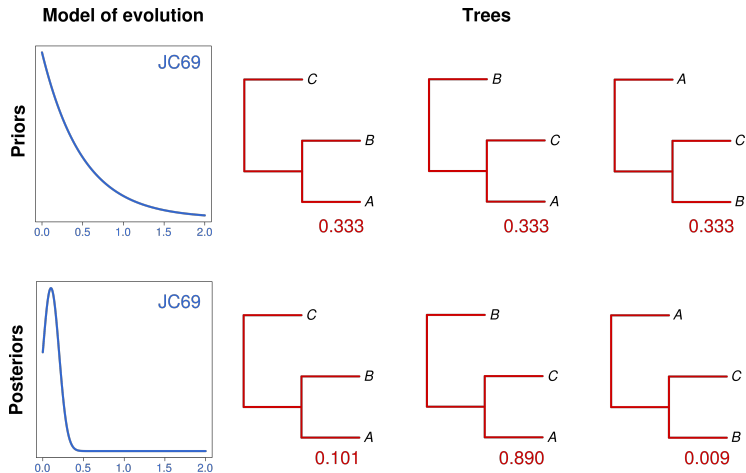 Model of evolution
Trees
Priors
JC69
0.0 0.5 1.0 1.5 2.0
C
B
A
0.333
B
C
A
0.333
A
C
B
0.333
Posteriors
JC69
0.0 0.5 1.0 1.5 2.0
C
B
A
0.101
B
C
A
0.890
A
C
B
0.009